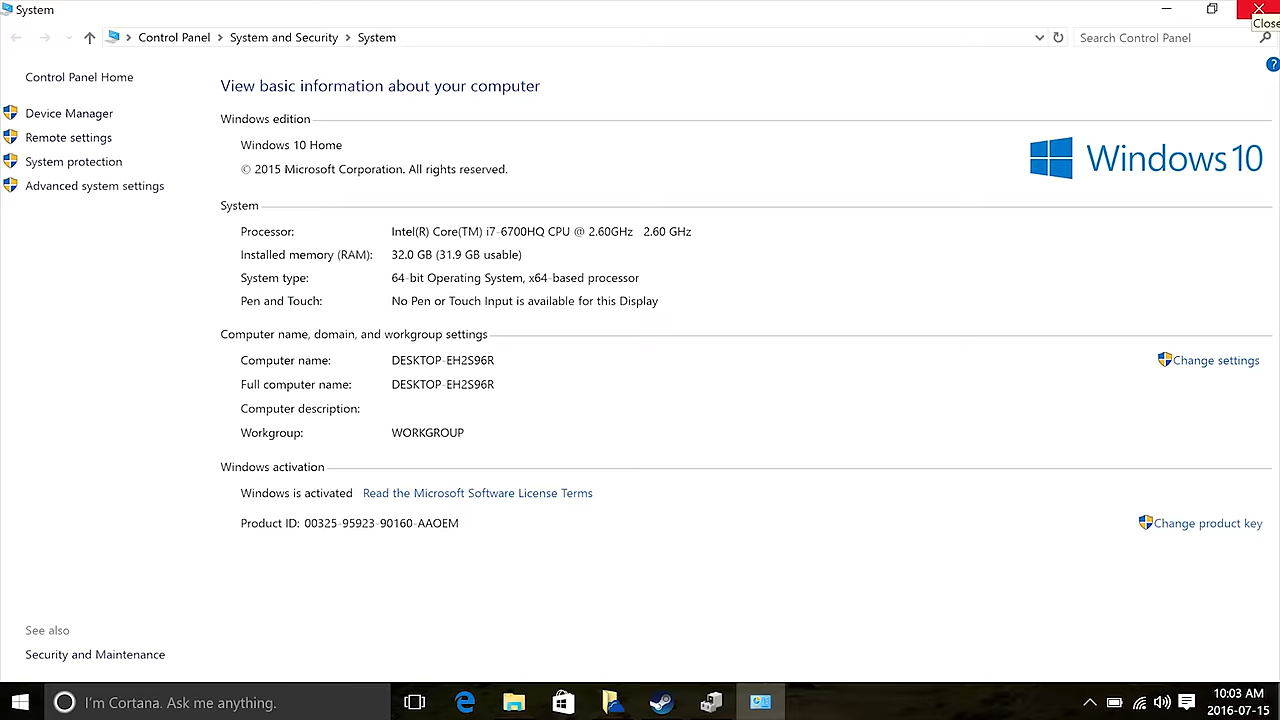 System
Close
Control Panel > System and Security > System
Search Control Panel
?
Control Panel Home
Device Manager
Remote settings
System protection
Advanced system settings
View basic information about your computer
Windows edition
Windows 10 Home
© 2015 Microsoft Corporation. All rights reserved.
Windows 10
System
Processor: Intel(R) Core(TM) i7-6700HQ CPU @ 2.60GHz 2.60 GHz
Installed memory (RAM): 32.0 GB (31.9 GB usable)
System type: 64-bit Operating System, x64-based processor
Pen and Touch: No Pen or Touch Input is available for this Display
Computer name, domain, and workgroup settings
Computer name: DESKTOP-EH2S96R Change settings
Full computer name: DESKTOP-EH2S96R
Computer description:
Workgroup: WORKGROUP
Windows activation
Windows is activated Read the Microsoft Software License Terms
Product ID: 00325-95923-90160-AAOEM Change product key
See also
Security and Maintenance
I'm Cortana. Ask me anything.
10:03 AM
2016-07-15